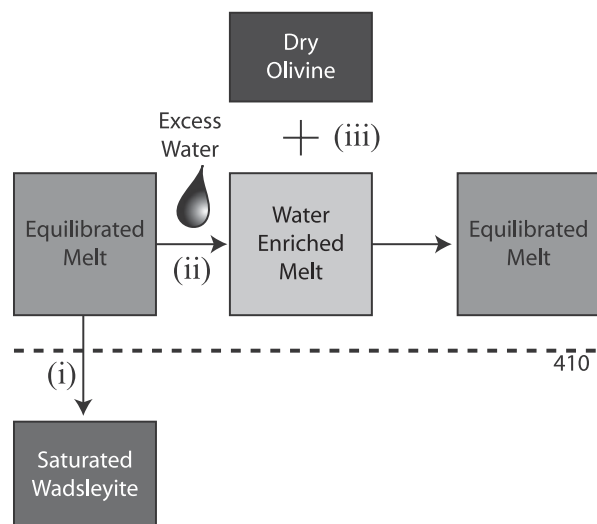 Dry
Olivine
(iii)
Excess
Water
Equilibrated
Melt
(ii)
Water
Enriched
Melt
Equilibrated
Melt
410
(i)
Saturated
Wadsleyite